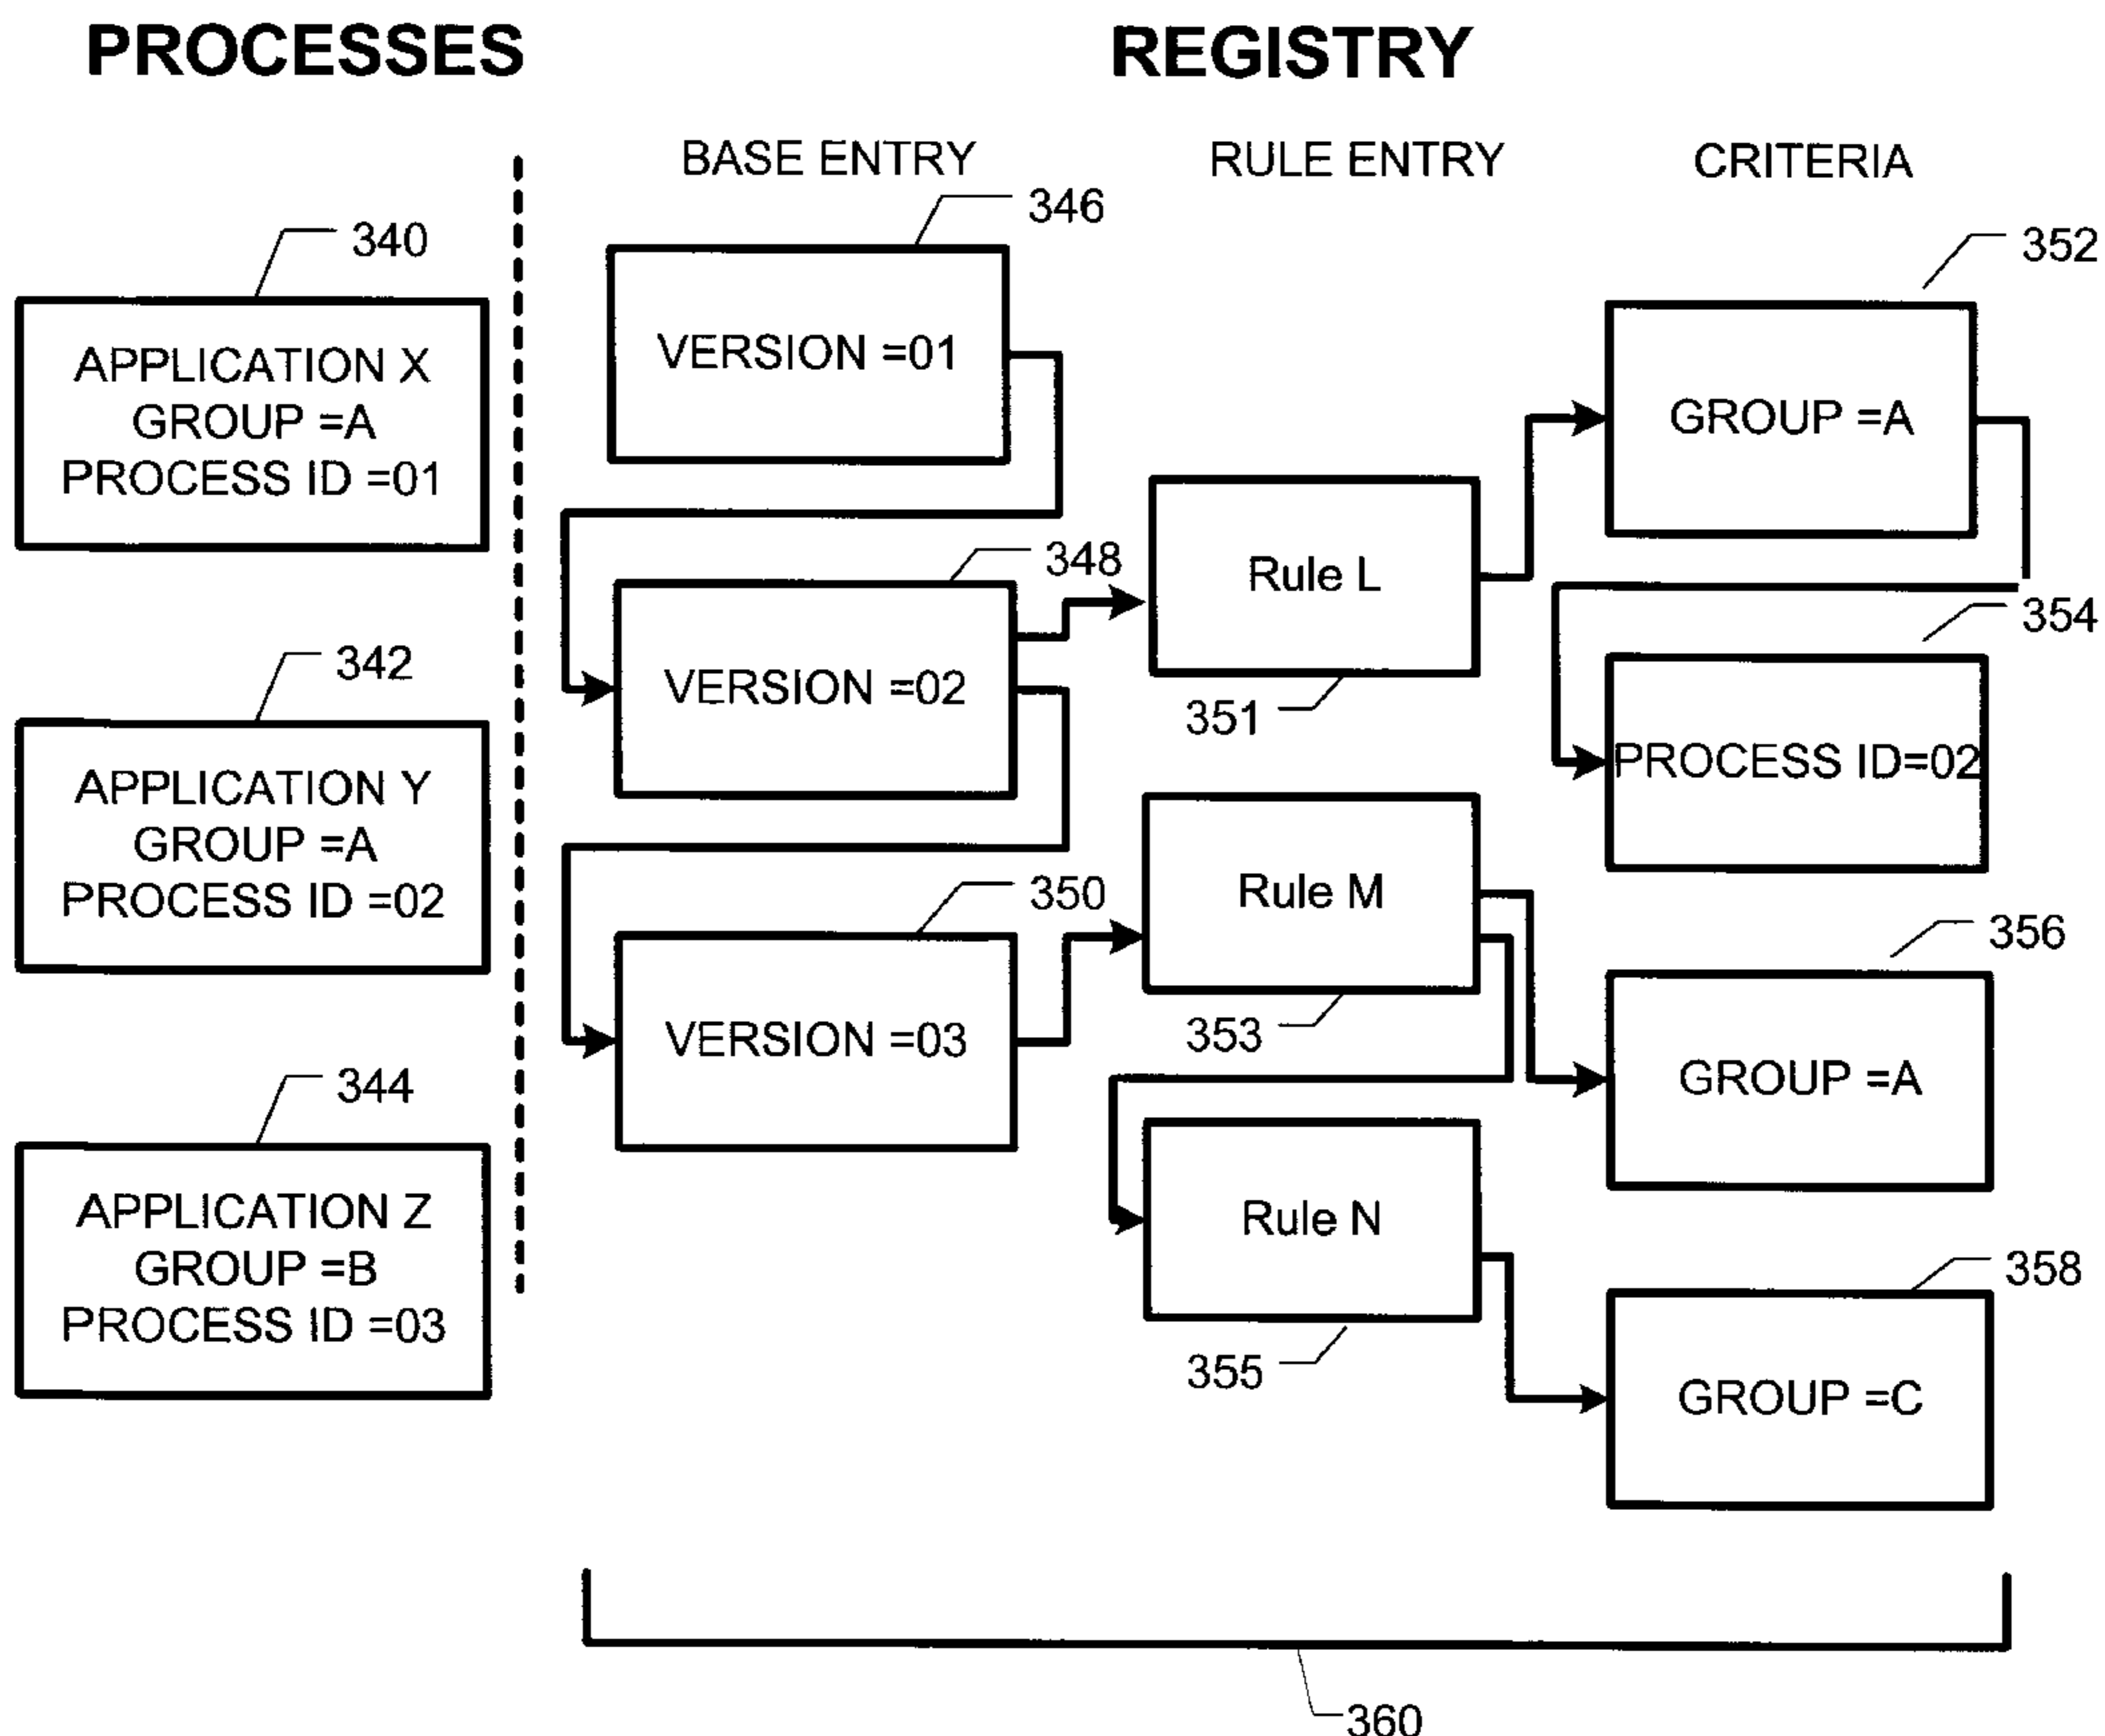 PROCESSES
REGISTRY
BASE ENTRY
RULE ENTRY
CRITERIA
340
APPLICATION X
GROUP =A
PROCESS ID =01
342
APPLICATION Y
GROUP =A
PROCESS ID =02
344
APPLICATION Z
GROUP =B
PROCESS ID =03
346
VERSION =01
348
VERSION =02
350
VERSION =03
Rule L
351
Rule M
353
Rule N
355
352
GROUP =A
354
PROCESS ID=02
356
GROUP =A
358
GROUP =C
360